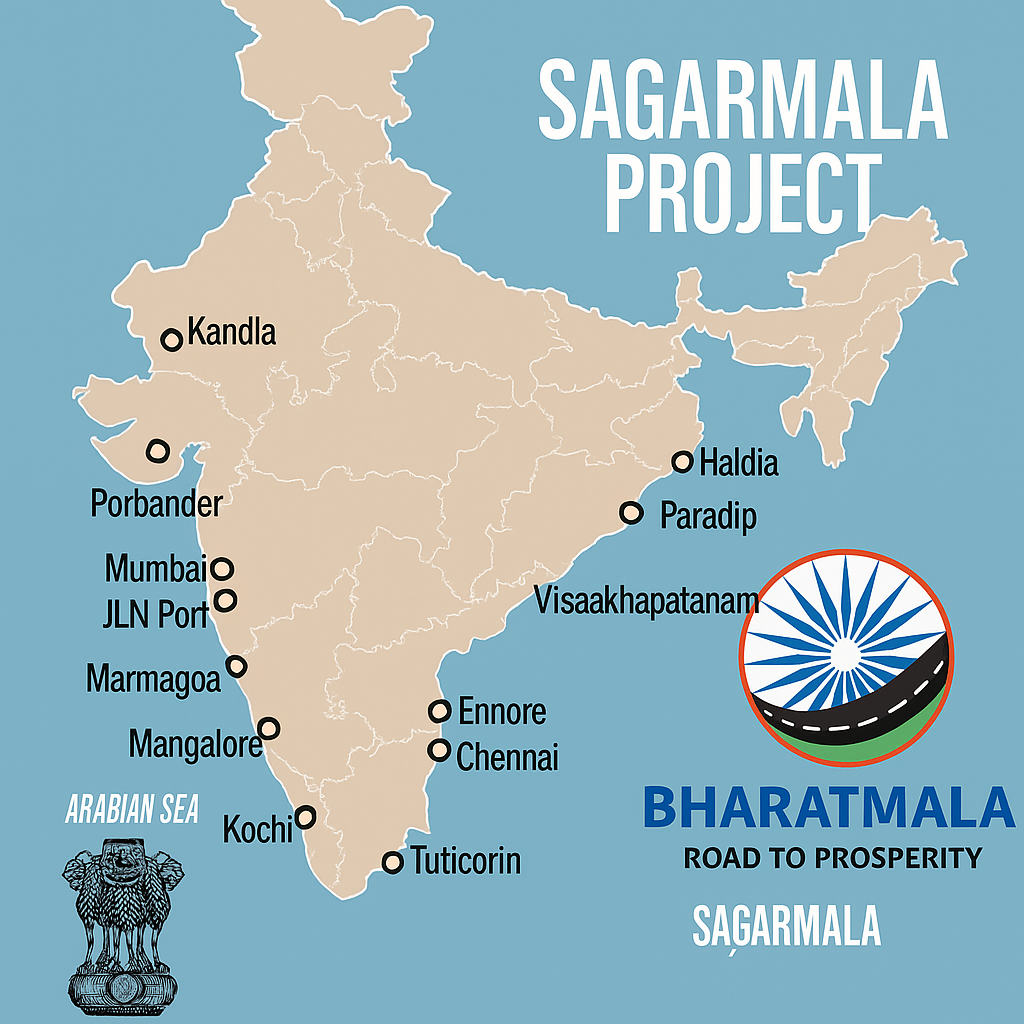 SAGARMALA
PROJECT
Kandla
Haldia
Porbander
Paradip
Mumbai
JLN Port
Visaakhapatanam
Marmagoa
Ennore
Mangalore
Chennai
ARABIAN SEA
BHARATMALA
Kochi
ROAD TO PROSPERITY
Tuticorin
SAĢARMALA